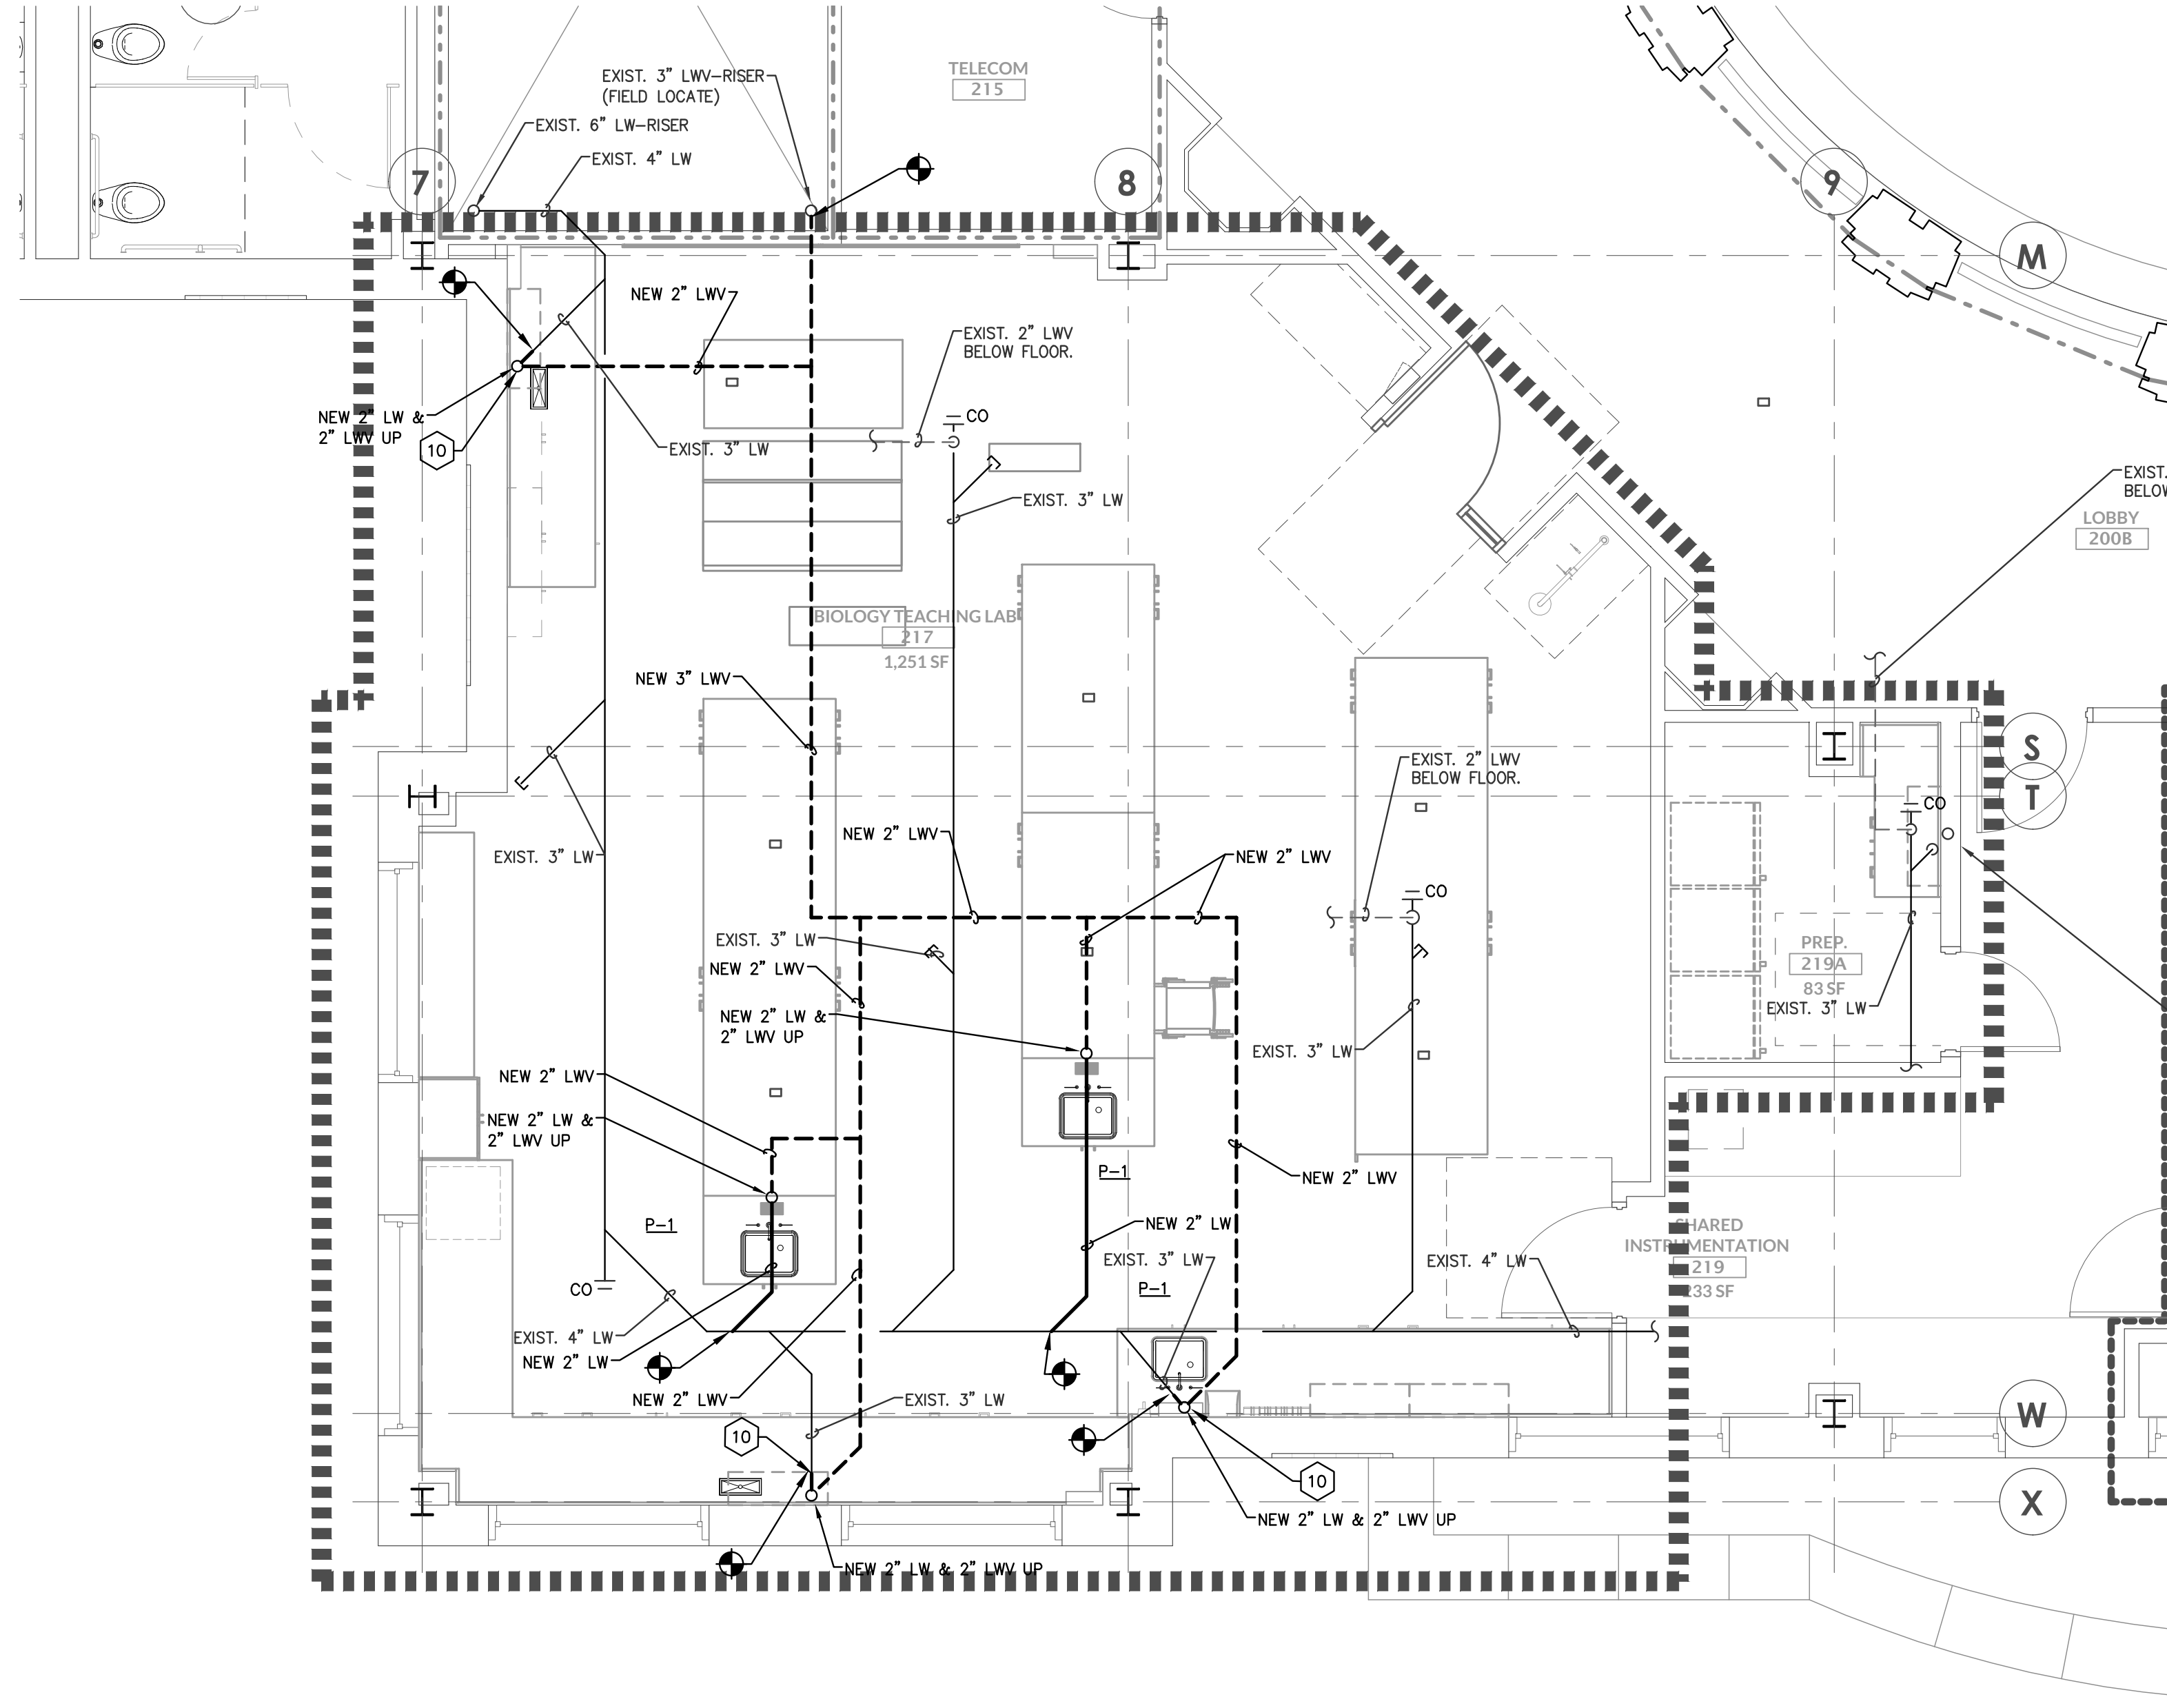 TELECOM
215
EXIST. 3" LWV-RISER
(FIELD LOCATE)
EXIST. 6" LW-RISER
EXIST. 4" LW
7
8
9
M
NEW 2" LWV
EXIST. 2" LWV
BELOW FLOOR.
CO
NEW 2" LW &
2" LWV UP
10
EXIST. 3" LW
EXIST. 3" LW
EXIST.
LOBBY
200B
BIOLOGY TEACHING LAB
217
1,251 SF
NEW 3" LWV
S
EXIST. 2" LWV
BELOW FLOOR.
T
CO
NEW 2" LWV
EXIST. 3" LW
NEW 2" LWV
CO
EXIST. 3" LW
NEW 2" LWV
PREP.
219A
83 SF
EXIST. 3" LW
NEW 2" LW &
2" LWV UP
EXIST. 3" LW
NEW 2" LWV
NEW 2" LW &
2" LWV UP
P-1
NEW 2" LWV
P-1
NEW 2" LW
SHARED
INSTRUMENTATION
219
233 SF
EXIST. 3" LW
EXIST. 4" LW
P-1
CO
EXIST. 4" LW
NEW 2" LW
NEW 2" LWV
EXIST. 3" LW
W
10
10
X
NEW 2" LW & 2" LWV UP
NEW 2" LW & 2" LWV UP